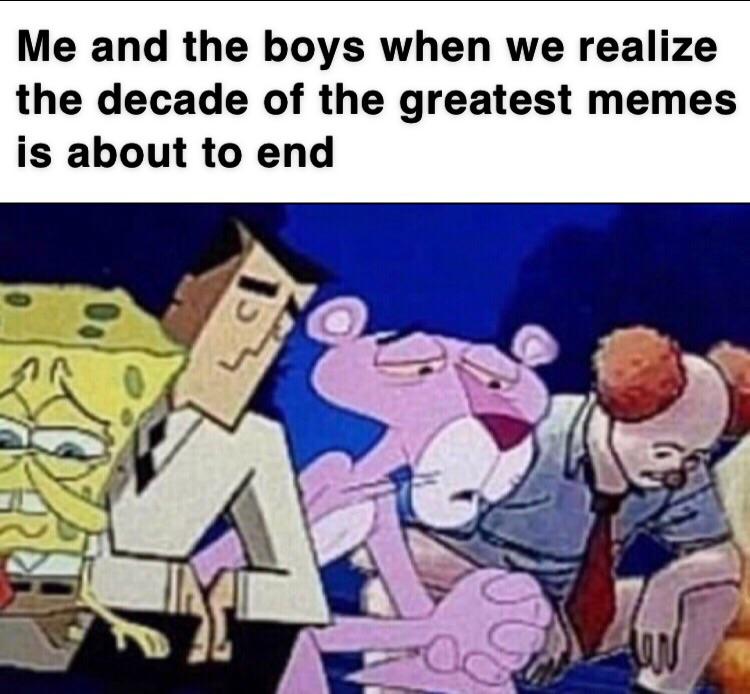 Me and the boys when we realize
the decade of the greatest memes
is about to end